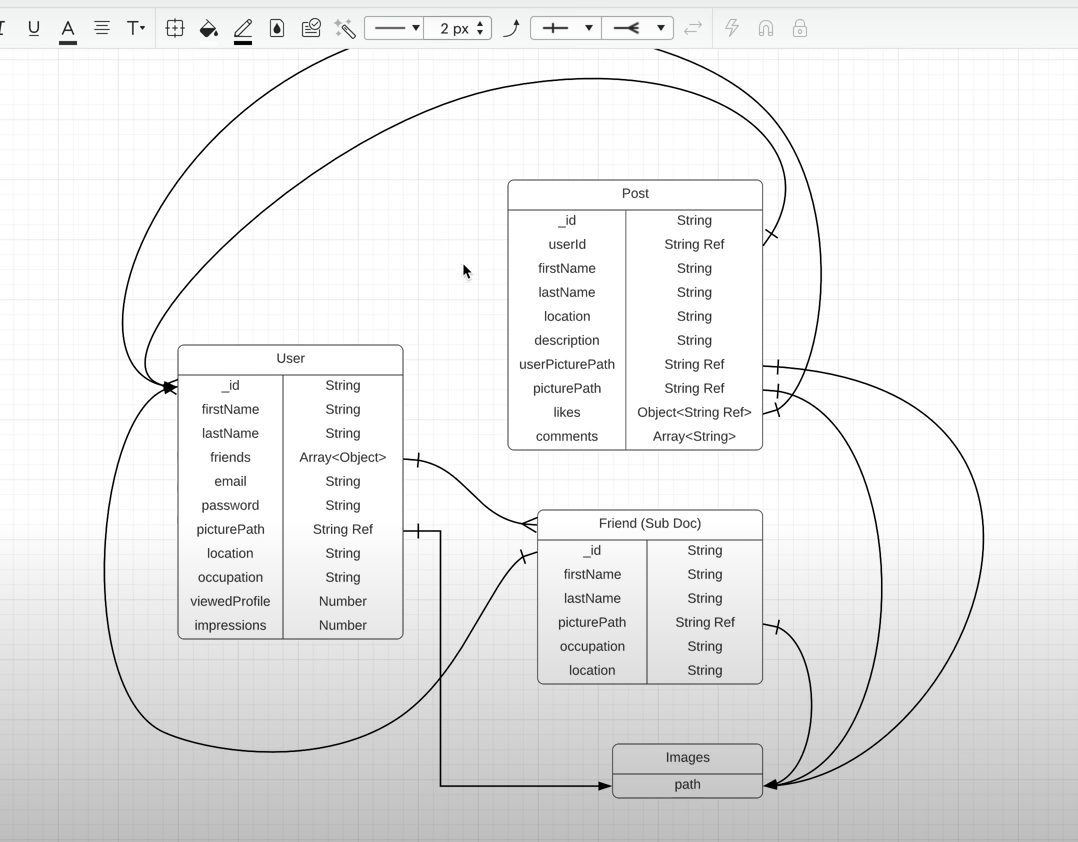 U A T 2 px
Post
_id String
userId String Ref
firstName String
lastName String
location String
description String
userPicturePath String Ref
picturePath String Ref
likes Object<String Ref>
comments Array<String>
User
_id String
firstName String
lastName String
friends Array<Object>
email String
password String
picturePath String Ref
location String
occupation String
viewedProfile Number
impressions Number
Friend (Sub Doc)
_id String
firstName String
lastName String
picturePath String Ref
occupation String
location String
Images
path